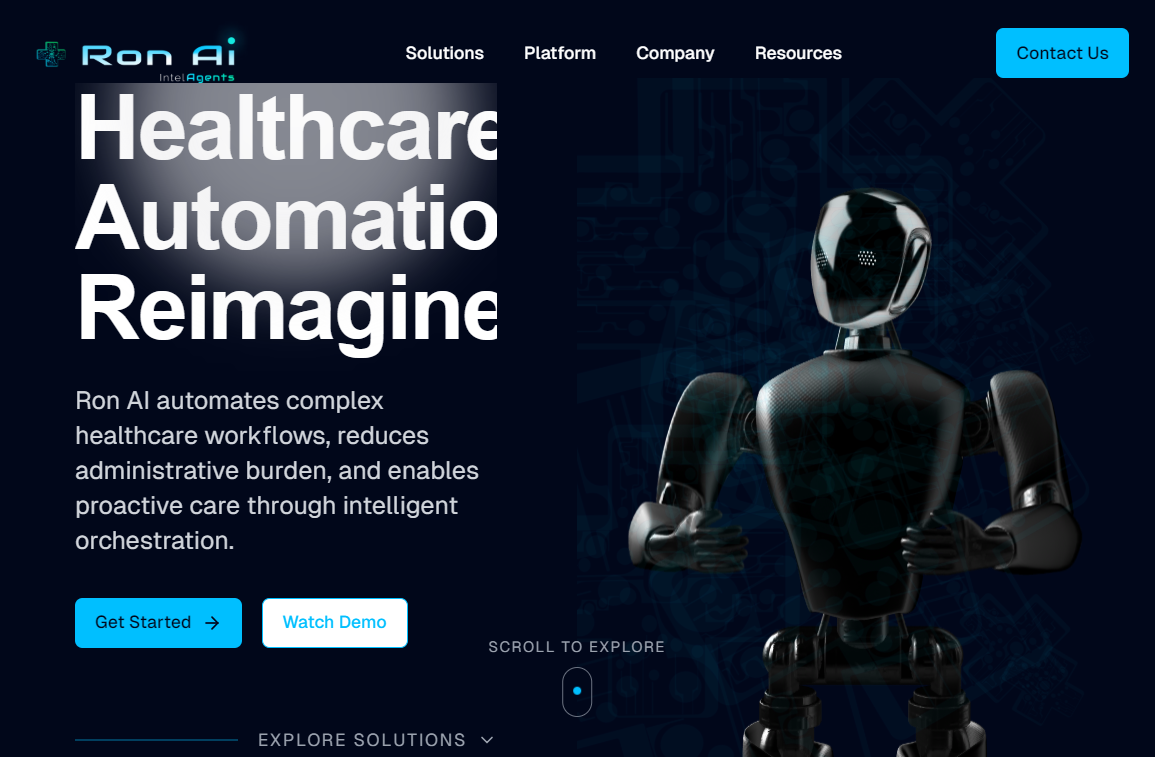 Ron Ai
IntelAgents
Solutions
Platform
Company
Resources
Contact Us
Healthcare
Automatio
Reimagine
Ron AI automates complex
healthcare workflows, reduces
administrative burden, and enables
proactive care through intelligent
orchestration.
Get Started
Watch Demo
SCROLL TO EXPLORE
EXPLORE SOLUTIONS